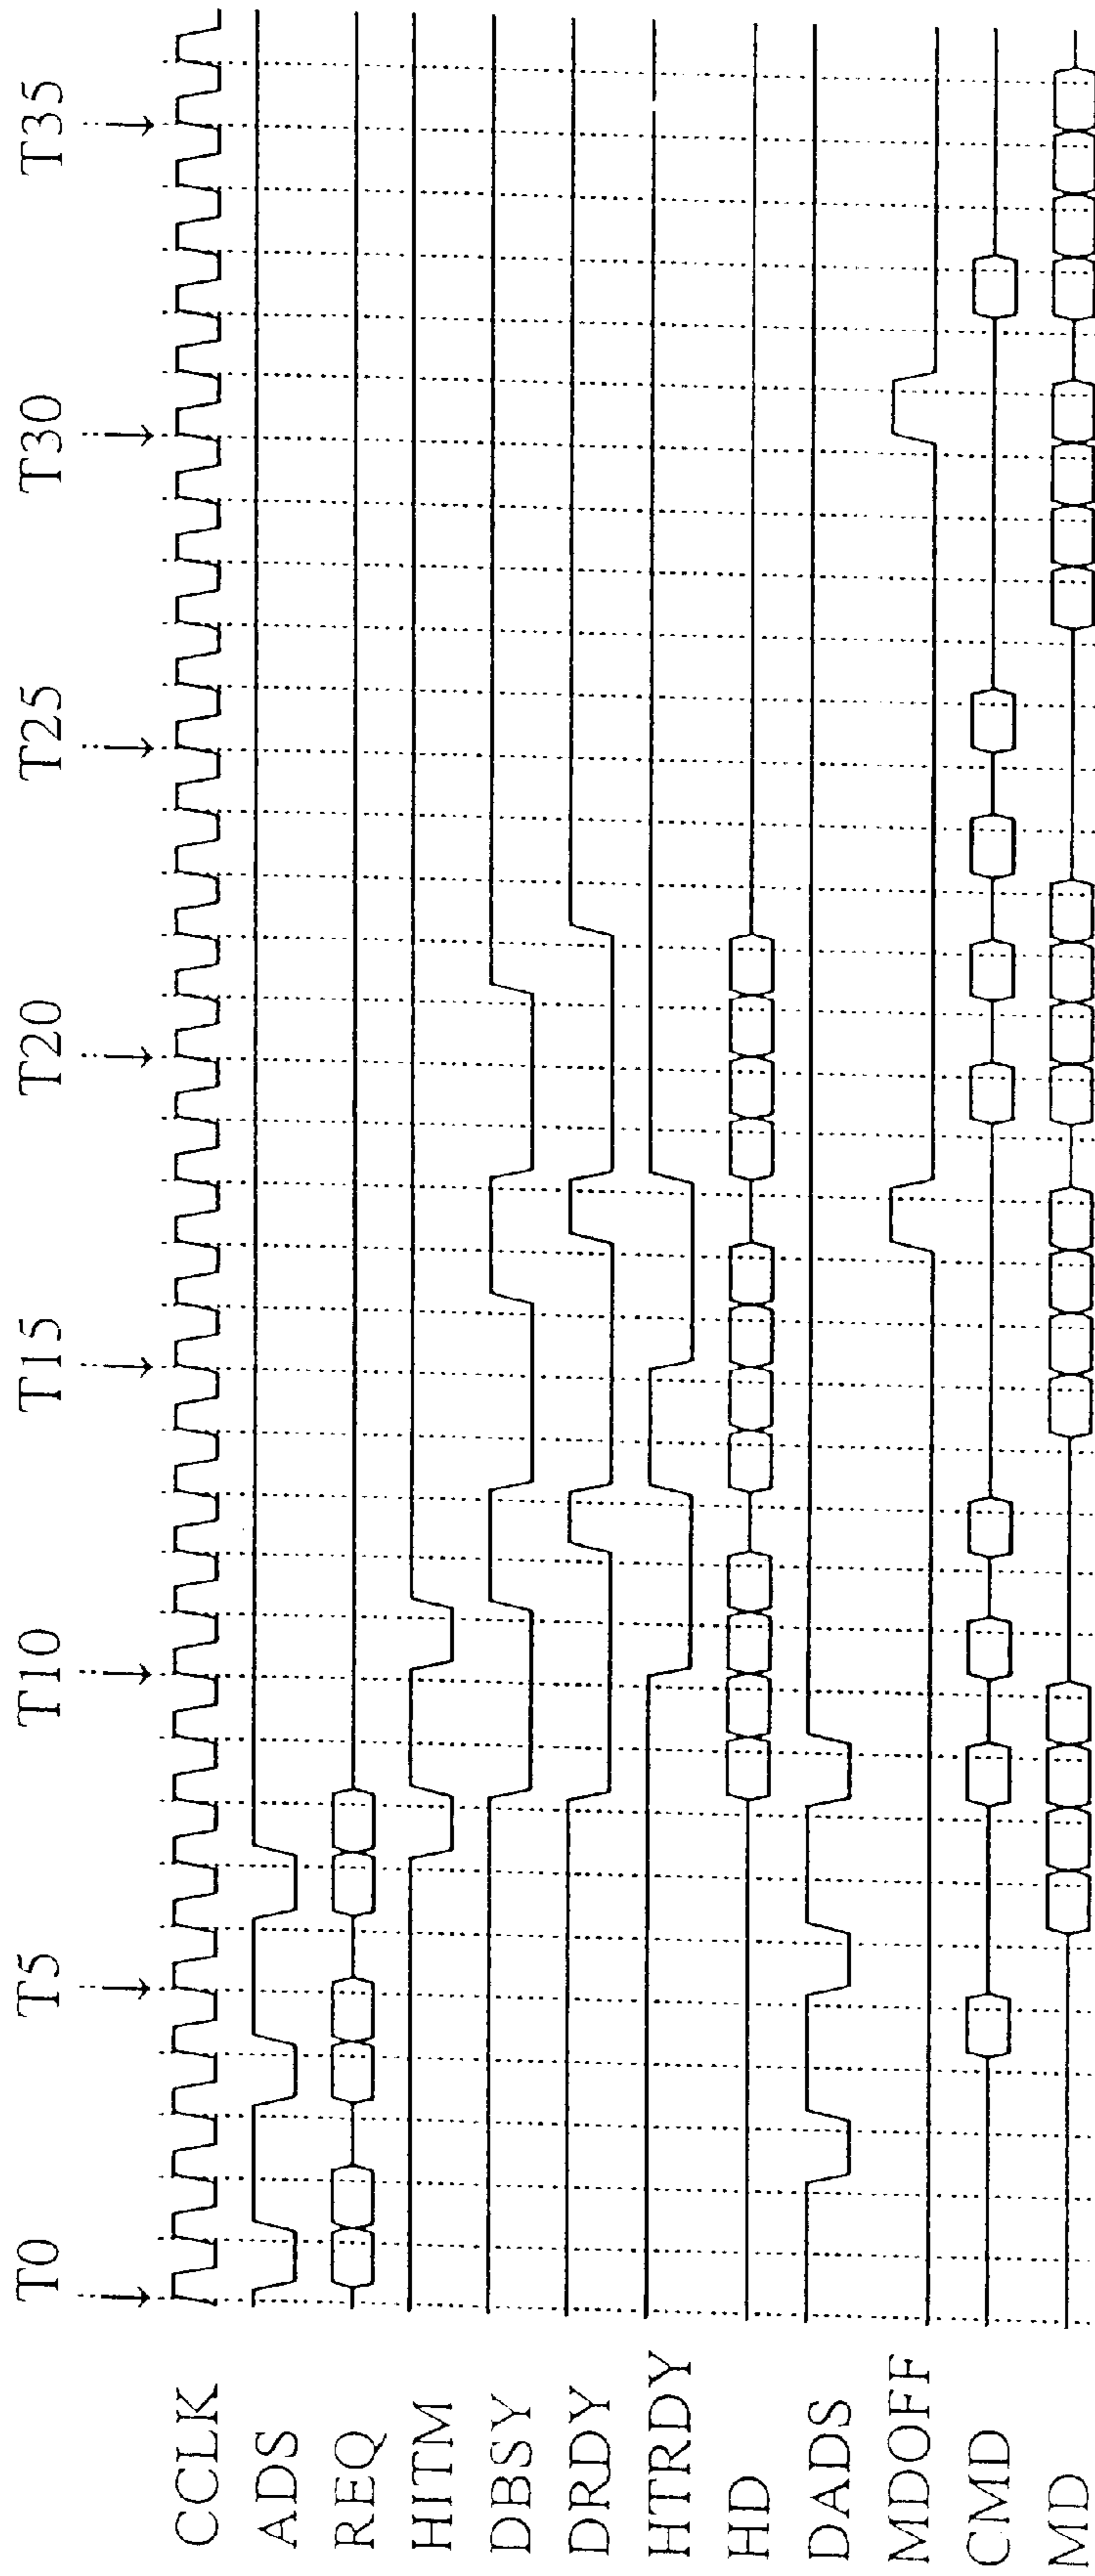 T0 T5 T10 T15 T20 T25 T30 T35
CCLK
ADS
REQ
HITM
DBSY
DRDY
HTRDY
HD
DADS
MDOFF
CMD
MD